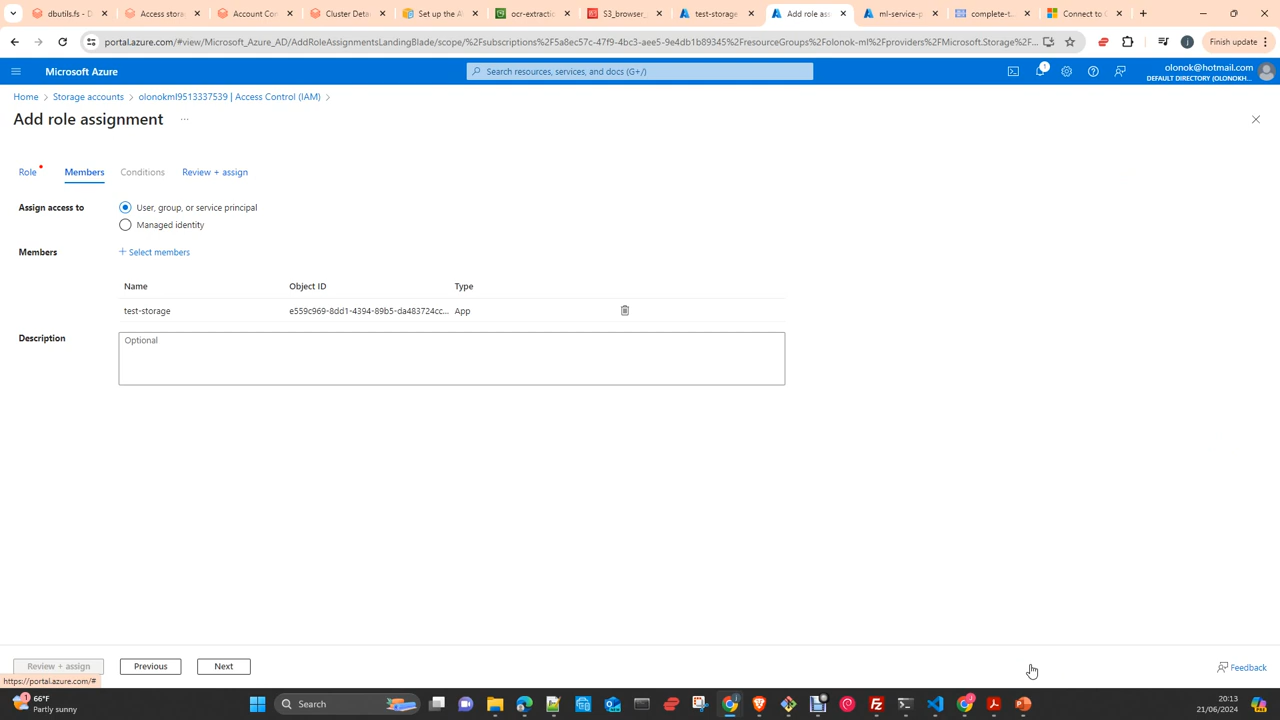 dbutils.fs - D
Access stora
Account Con
Cluster Deta
Set up the A
ocr-extractic
S3_browser_
test-storage
Add role ass
ml-service-p
complete-t
Connect to
portal.azure.com/#view/Microsoft_Azure_AD/AddRoleAssignmentsLandingBlade/scope/%2Fsubscriptions%2F5a8ec57c-47f9-4bc3-aee5-9e4db1b89345%2FresourceGroups%2Folonok-ml%2Fproviders%2FMicrosoft.Storage%2F...
Finish update
Microsoft Azure
Search resources, services, and docs (G+/)
1
olonok@hotmail.com
DEFAULT DIRECTORY (OLONOKH...
Home > Storage accounts > olonokml9513337539 | Access Control (IAM) >
Add role assignment ...
Role Members Conditions Review + assign
Assign access to
User, group, or service principal
Managed identity
Members
+ Select members
Name Object ID Type
test-storage e559c969-8dd1-4394-89b5-da483724cc... App
Description
Optional
Review + assign Previous Next
Feedback
https://portal.azure.com/#
1
66°F
Partly sunny
Search
20:13
21/06/2024